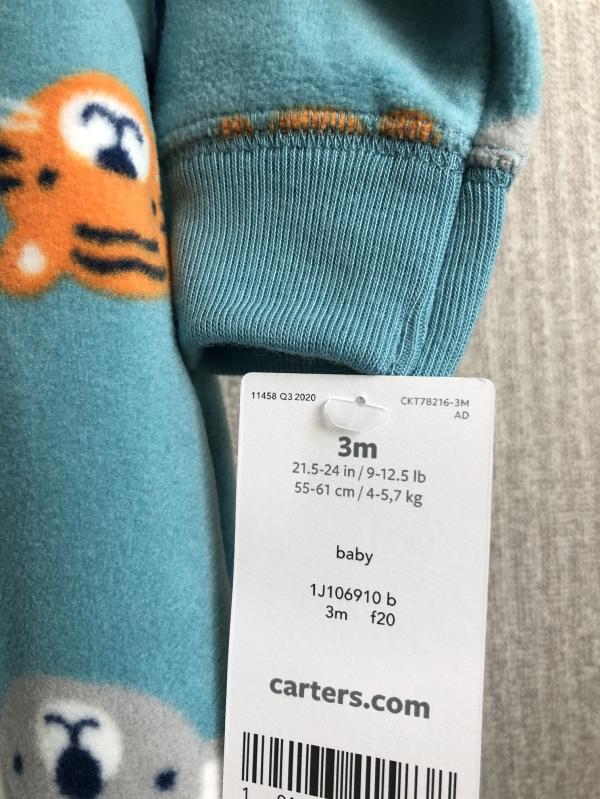 11458 Q3 2020
CKT78216-3M
AD
3m
21.5-24 in / 9-12.5 lb
55-61 cm / 4-5,7 kg
baby
1J106910 b
3m f20
carters.com
1